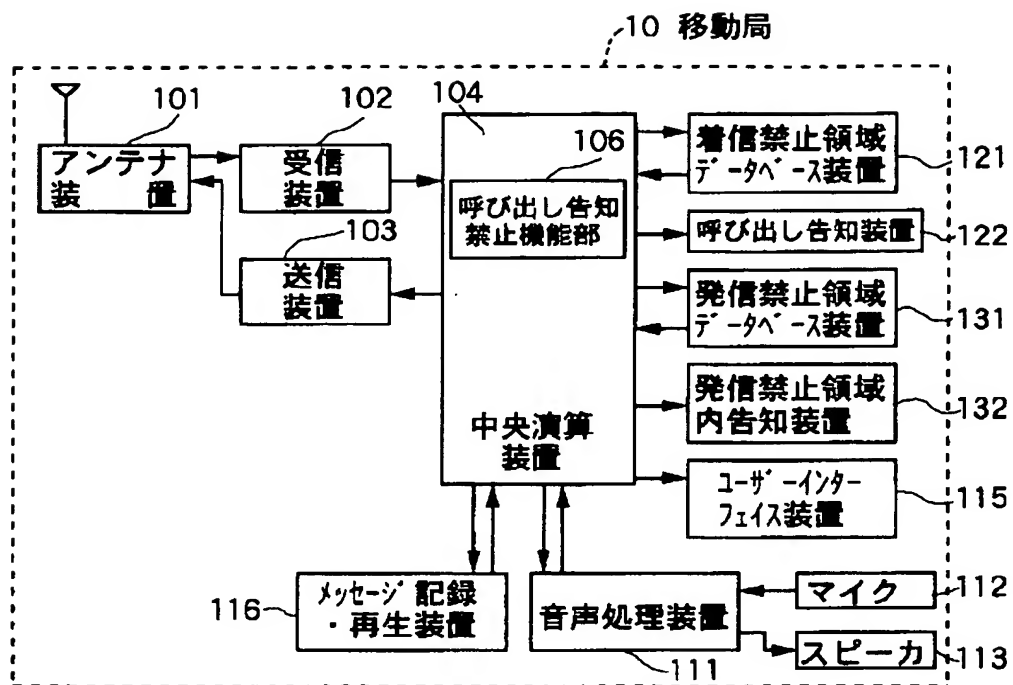 10 移動局
101
アンテナ
装 置
102
受信
装置
103
送信
装置
104
106
呼び出し告知
禁止機能部
中央演算
装置
着信禁止領域
データベース装置
121
呼び出し告知装置
122
発信禁止領域
データベース装置
131
発信禁止領域
内告知装置
132
ユーザーインター
フェイス装置
115
メッセージ記録
・再生装置
116
音声処理装置
111
マイク
112
スピーカ
113